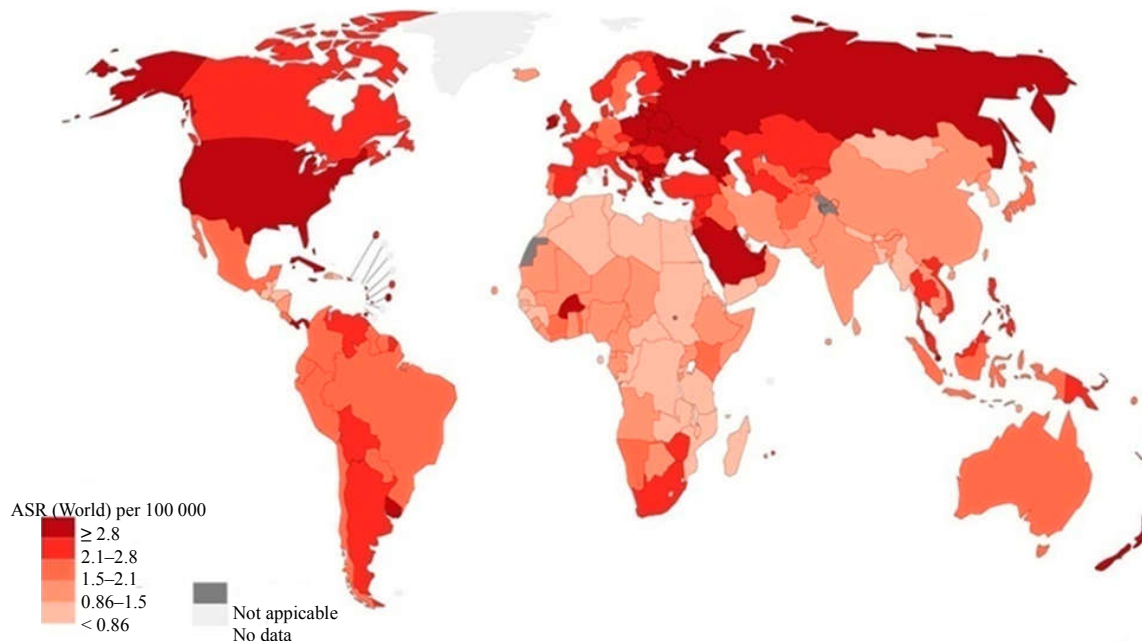 ASR (World) per 100 000
≥ 2.8
2.1–2.8
1.5–2.1
0.86–1.5
< 0.86
Not appicable
No data